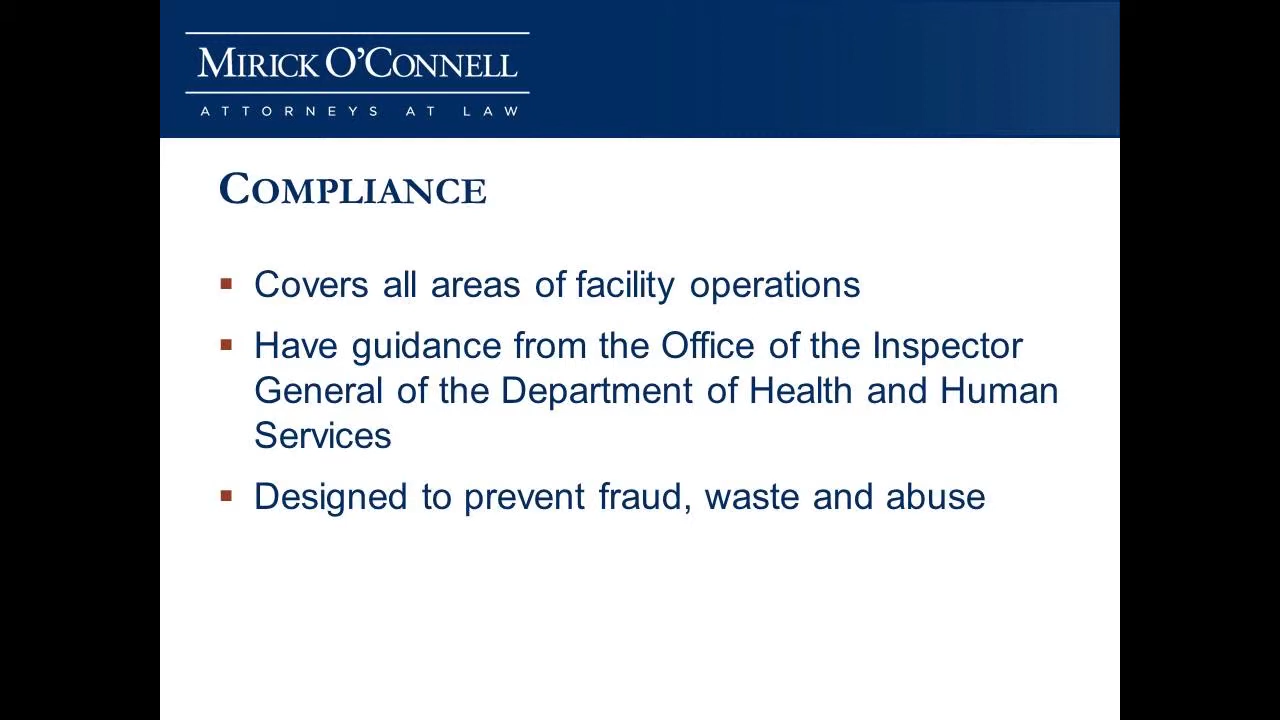 MIRICK O'CONNELL
ATTORNEYS AT LAW
COMPLIANCE
Covers all areas of facility operations
Have guidance from the Office of the Inspector
General of the Department of Health and Human
Services
Designed to prevent fraud, waste and abuse